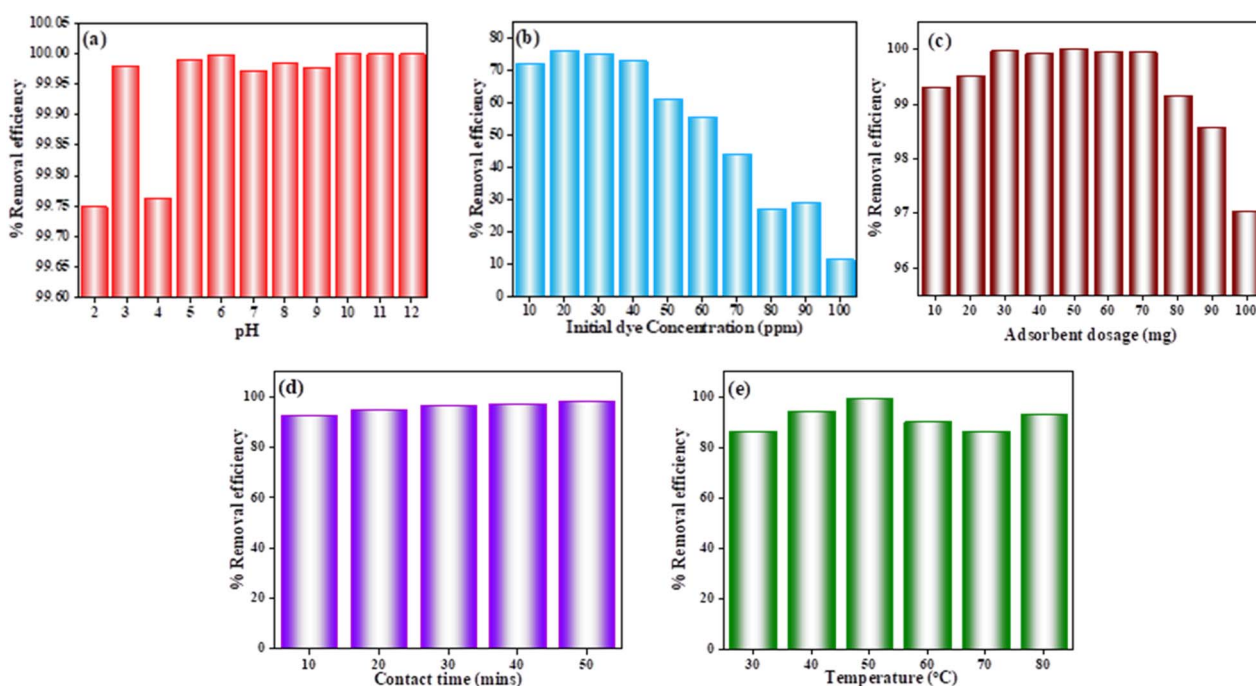 (a)
% Removal efficiency
100.05
100.00
99.95
99.90
99.85
99.80
99.75
99.70
99.65
99.60
2 3 4 5 6 7 8 9 10 11 12
pH
(b)
% Removal efficiency
80
70
60
50
40
30
20
10
0
10 20 30 40 50 60 70 80 90 100
Initial dye Concentration (ppm)
(c)
% Removal efficiency
100
99
98
97
96
10 20 30 40 50 60 70 80 90 100
Adsorbent dosage (mg)
(d)
% Removal efficiency
100
80
60
40
20
0
10 20 30 40 50
Contact time (mins)
(e)
% Removal efficiency
100
80
60
40
20
0
30 40 50 60 70 80
Temperature (°C)